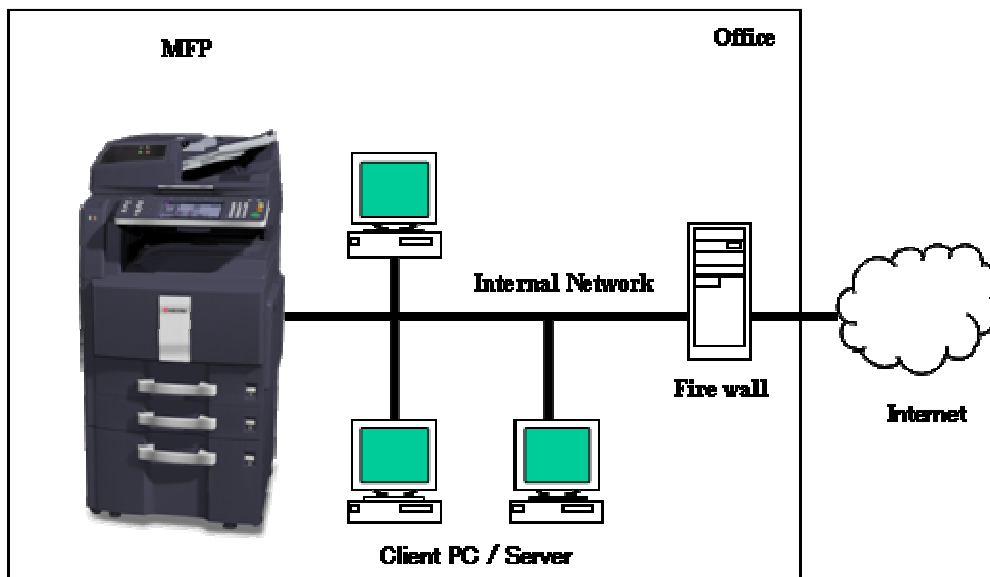 MFP
Office
Internal Network
Fire wall
Internet
Client PC / Server